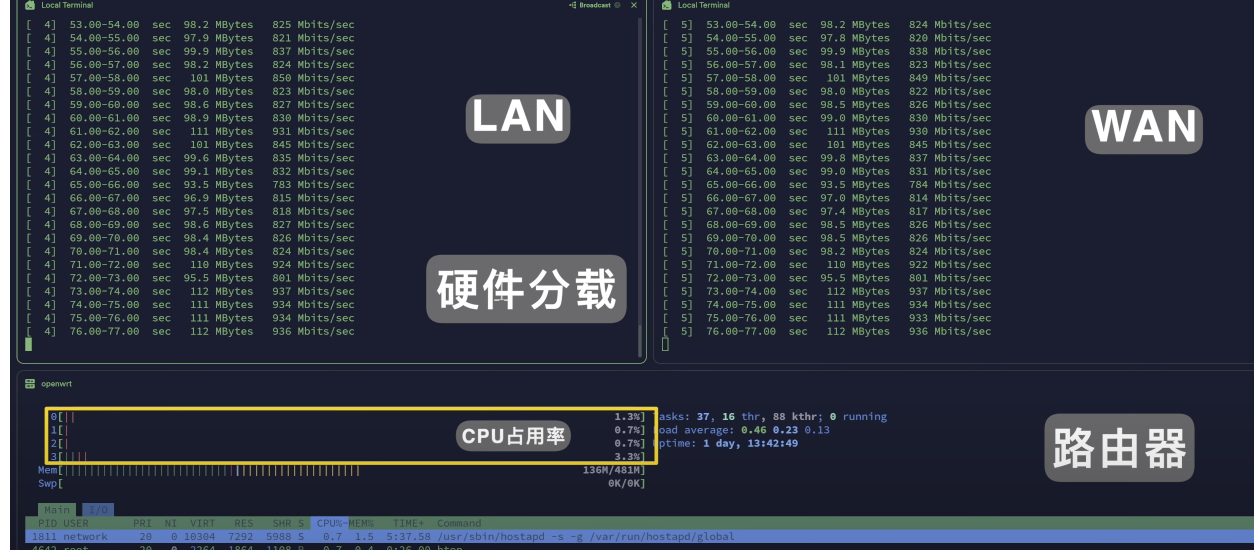 Local Terminal
Broadcast
[  4]  53.00-54.00  sec  98.2 MBytes  825 Mbits/sec
[  4]  54.00-55.00  sec  97.9 MBytes  821 Mbits/sec
[  4]  55.00-56.00  sec  99.9 MBytes  837 Mbits/sec
[  4]  56.00-57.00  sec  98.2 MBytes  824 Mbits/sec
[  4]  57.00-58.00  sec  101 MBytes  850 Mbits/sec
[  4]  58.00-59.00  sec  98.0 MBytes  823 Mbits/sec
[  4]  59.00-60.00  sec  98.6 MBytes  827 Mbits/sec
[  4]  60.00-61.00  sec  98.9 MBytes  830 Mbits/sec
[  4]  61.00-62.00  sec  111 MBytes  931 Mbits/sec
[  4]  62.00-63.00  sec  101 MBytes  845 Mbits/sec
[  4]  63.00-64.00  sec  99.6 MBytes  835 Mbits/sec
[  4]  64.00-65.00  sec  99.1 MBytes  832 Mbits/sec
[  4]  65.00-66.00  sec  93.5 MBytes  783 Mbits/sec
[  4]  66.00-67.00  sec  96.9 MBytes  815 Mbits/sec
[  4]  67.00-68.00  sec  97.5 MBytes  818 Mbits/sec
[  4]  68.00-69.00  sec  98.6 MBytes  827 Mbits/sec
[  4]  69.00-70.00  sec  98.4 MBytes  826 Mbits/sec
[  4]  70.00-71.00  sec  98.4 MBytes  824 Mbits/sec
[  4]  71.00-72.00  sec  110 MBytes  924 Mbits/sec
[  4]  72.00-73.00  sec  95.5 MBytes  801 Mbits/sec
[  4]  73.00-74.00  sec  112 MBytes  937 Mbits/sec
[  4]  74.00-75.00  sec  111 MBytes  934 Mbits/sec
[  4]  75.00-76.00  sec  111 MBytes  934 Mbits/sec
[  4]  76.00-77.00  sec  112 MBytes  936 Mbits/sec
LAN
硬件分载
Local Terminal
[  5]  53.00-54.00  sec  98.2 MBytes  824 Mbits/sec
[  5]  54.00-55.00  sec  97.8 MBytes  820 Mbits/sec
[  5]  55.00-56.00  sec  99.9 MBytes  838 Mbits/sec
[  5]  56.00-57.00  sec  98.1 MBytes  823 Mbits/sec
[  5]  57.00-58.00  sec  101 MBytes  849 Mbits/sec
[  5]  58.00-59.00  sec  98.0 MBytes  822 Mbits/sec
[  5]  59.00-60.00  sec  98.5 MBytes  826 Mbits/sec
[  5]  60.00-61.00  sec  99.0 MBytes  830 Mbits/sec
[  5]  61.00-62.00  sec  111 MBytes  930 Mbits/sec
[  5]  62.00-63.00  sec  101 MBytes  845 Mbits/sec
[  5]  63.00-64.00  sec  99.8 MBytes  837 Mbits/sec
[  5]  64.00-65.00  sec  99.0 MBytes  831 Mbits/sec
[  5]  65.00-66.00  sec  93.5 MBytes  784 Mbits/sec
[  5]  66.00-67.00  sec  97.0 MBytes  814 Mbits/sec
[  5]  67.00-68.00  sec  97.4 MBytes  817 Mbits/sec
[  5]  68.00-69.00  sec  98.5 MBytes  826 Mbits/sec
[  5]  69.00-70.00  sec  98.5 MBytes  826 Mbits/sec
[  5]  70.00-71.00  sec  98.2 MBytes  824 Mbits/sec
[  5]  71.00-72.00  sec  110 MBytes  922 Mbits/sec
[  5]  72.00-73.00  sec  95.5 MBytes  801 Mbits/sec
[  5]  73.00-74.00  sec  112 MBytes  937 Mbits/sec
[  5]  74.00-75.00  sec  111 MBytes  934 Mbits/sec
[  5]  75.00-76.00  sec  111 MBytes  933 Mbits/sec
[  5]  76.00-77.00  sec  112 MBytes  936 Mbits/sec
WAN
openwrt
0[|| 1.3%]
1[| 0.7%]
2[| 0.7%]
3[|||| 3.3%]
CPU占用率
Mem[ 136M/481M]
Swp[ 0K/0K]
asks: 37, 16 thr, 88 kthr; 0 running
oad average: 0.46 0.23 0.13
ptime: 1 day, 13:42:49
路由器
Main I/O
PID USER PRI NI VIRT RES SHR S CPU%-MEM% TIME+ Command
1811 network 20 0 10304 7292 5988 S 0.7 1.5 5:37.58 /usr/sbin/hostapd -s -g /var/run/hostapd/global
4642 root 20 0 2264 1864 1108 R 0.7 0.4 0:26.00 htop